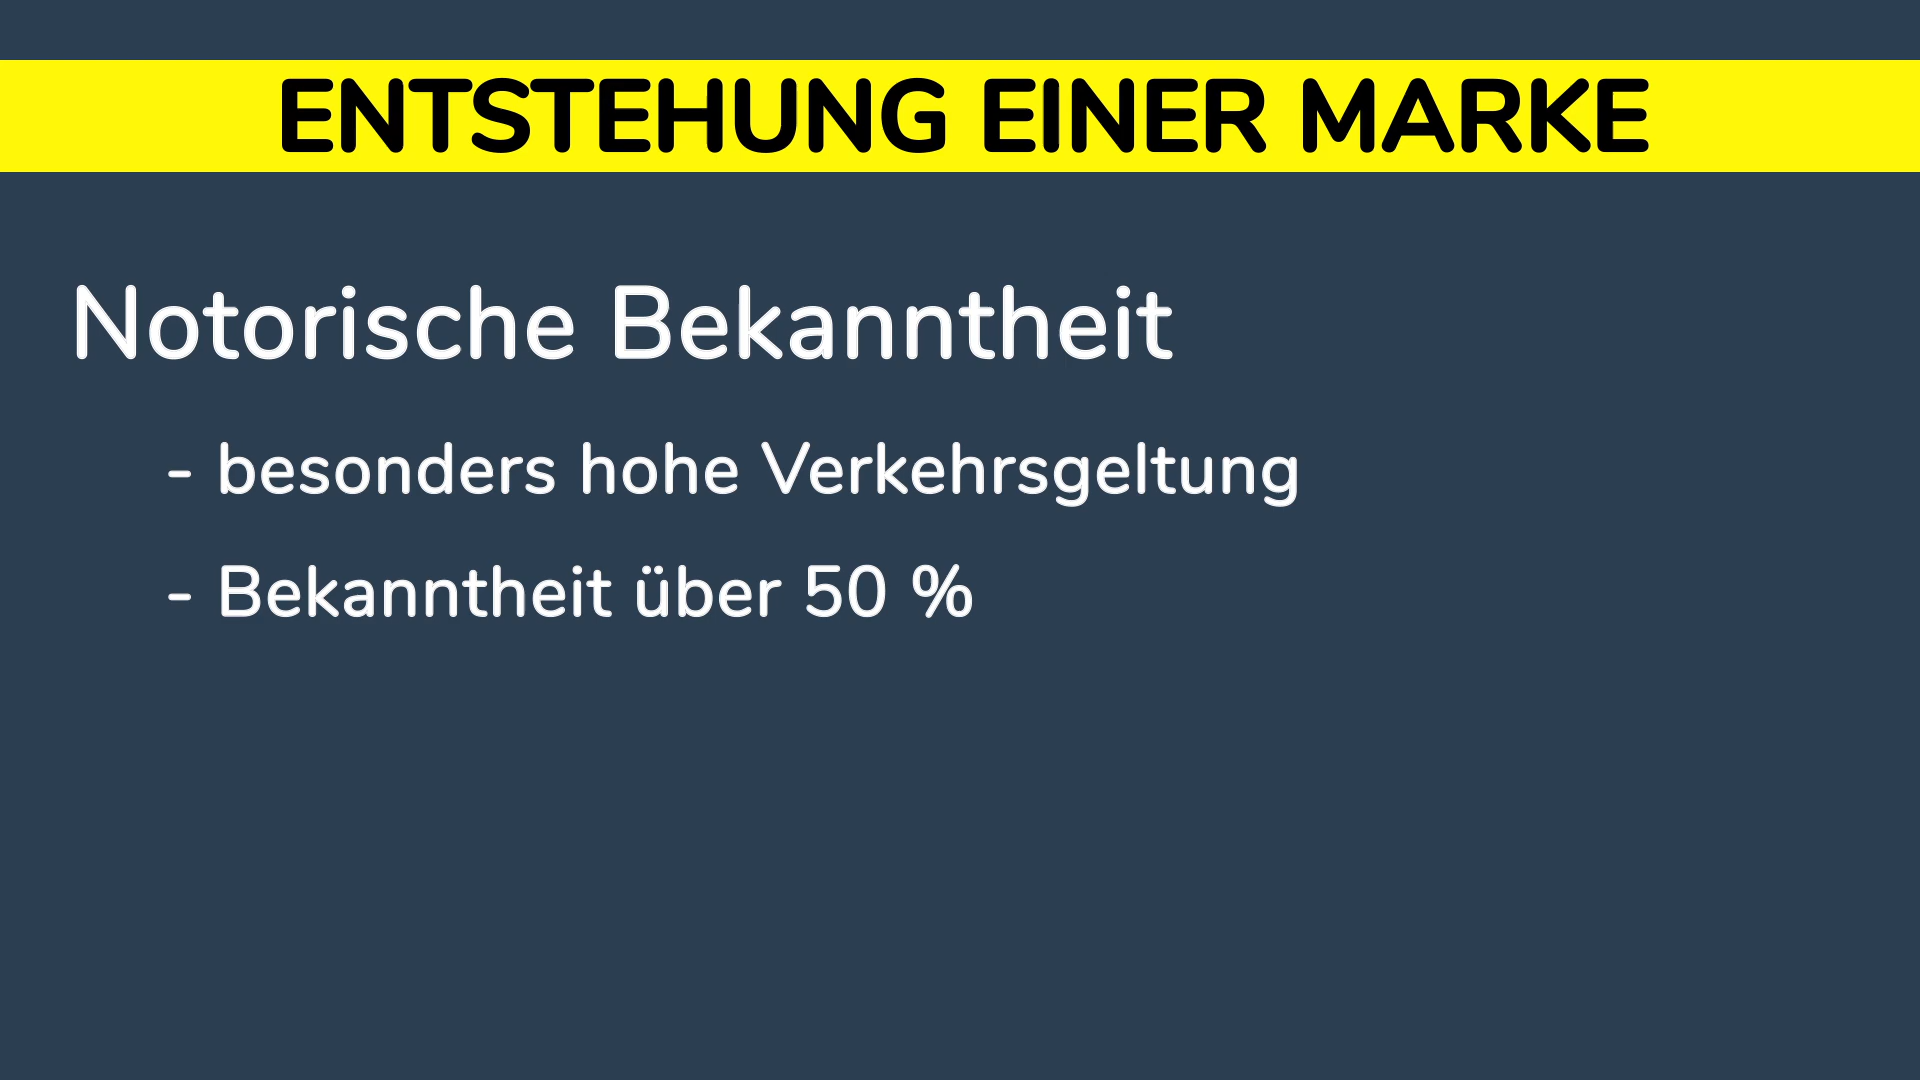 ENTSTEHUNG EINER MARKE
Notorische Bekanntheit
- besonders hohe Verkehrsgeltung
- Bekanntheit über 50 %